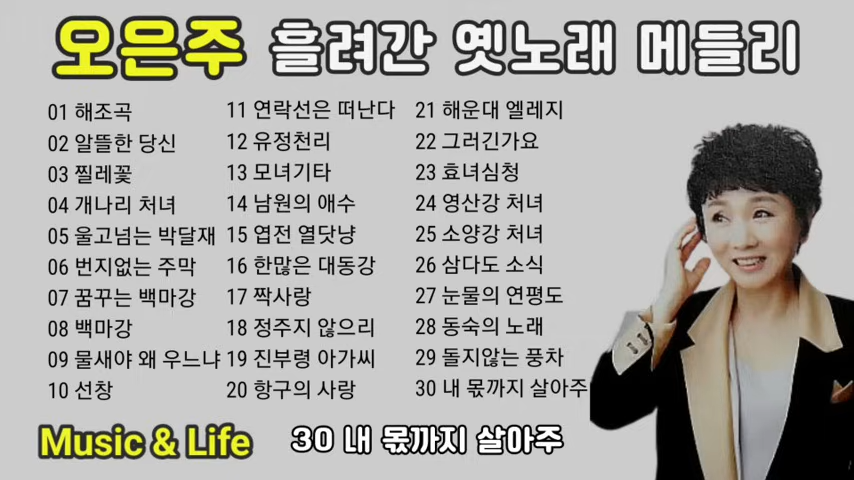 오은주 흘려간 옛노래 메들리
01 해조곡
02 알뜰한 당신
03 찔레꽃
04 개나리 처녀
05 울고넘는 박달재
06 번지없는 주막
07 꿈꾸는 백마강
08 백마강
09 물새야 왜 우느냐
10 선창
11 연락선은 떠난다
12 유정천리
13 모녀기타
14 남원의 애수
15 엽전 열닷냥
16 한많은 대동강
17 짝사랑
18 정주지 않으리
19 진부령 아가씨
20 항구의 사랑
21 해운대 엘레지
22 그러긴가요
23 효녀심청
24 영산강 처녀
25 소양강 처녀
26 삼다도 소식
27 눈물의 연평도
28 동숙의 노래
29 돌지않는 풍차
30 내 몫까지 살아주
Music & Life
30 내 몫까지 살아주